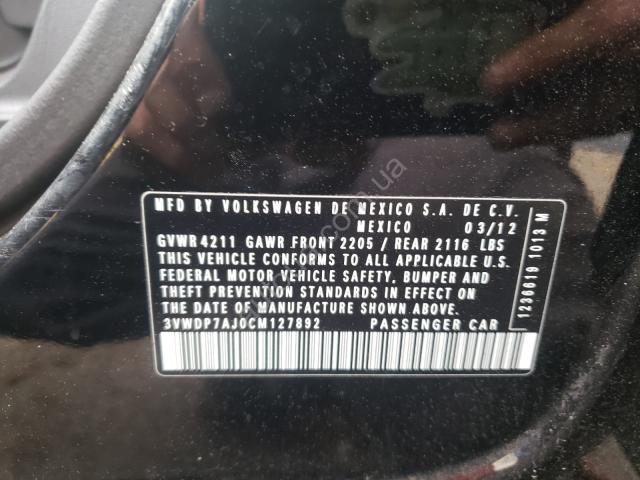 MFD BY VOLKSWAGEN DE MEXICO S.A. DE C.V.
MEXICO 03/12
GVWR 4211 GAWR FRONT 2205 / REAR 2116 LBS
THIS VEHICLE CONFORMS TO ALL APPLICABLE U.S.
FEDERAL MOTOR VEHICLE SAFETY, BUMPER AND
THEFT PREVENTION STANDARDS IN EFFECT ON
THE DATE OF MANUFACTURE SHOWN ABOVE.
3VWDP7AJ0CM127892 PASSENGER CAR
1236619 1013 M